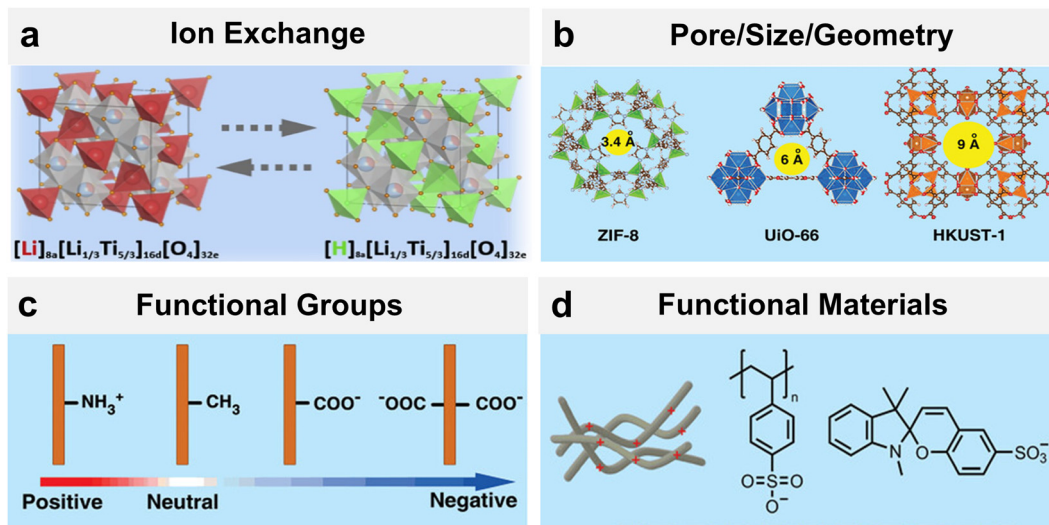 a Ion Exchange
[Li]8a[Li1/3Ti5/3]16d[O4]32e
[H]8a[Li1/3Ti5/3]16d[O4]32e
b Pore/Size/Geometry
3.4 Å
6 Å
9 Å
ZIF-8
UiO-66
HKUST-1
c Functional Groups
NH3+
CH3
COO-
-OOC
COO-
Positive
Neutral
Negative
d Functional Materials
+ + + + + + +
n
O=S=O
O-
N
O
SO3-